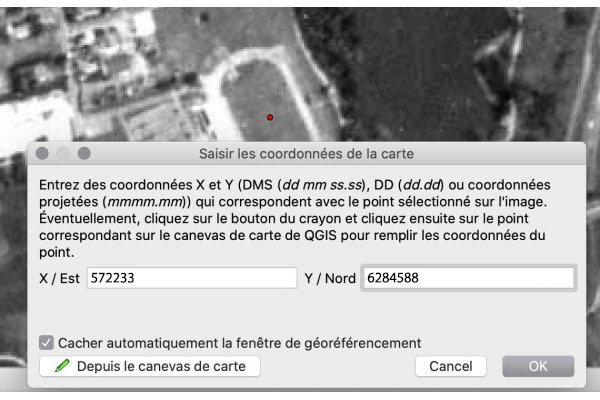 Saisir les coordonnées de la carte
Entrez des coordonnées X et Y (DMS (dd mm ss.ss), DD (dd.dd) ou coordonnées
projetées (mmmm.mm)) qui correspondent avec le point sélectionné sur l'image.
Éventuellement, cliquez sur le bouton du crayon et cliquez ensuite sur le point
correspondant sur le canevas de carte de QGIS pour remplir les coordonnées du
point.
X / Est 572233 Y / Nord 6284588
Cacher automatiquement la fenêtre de géoréférencement
Depuis le canevas de carte Cancel OK